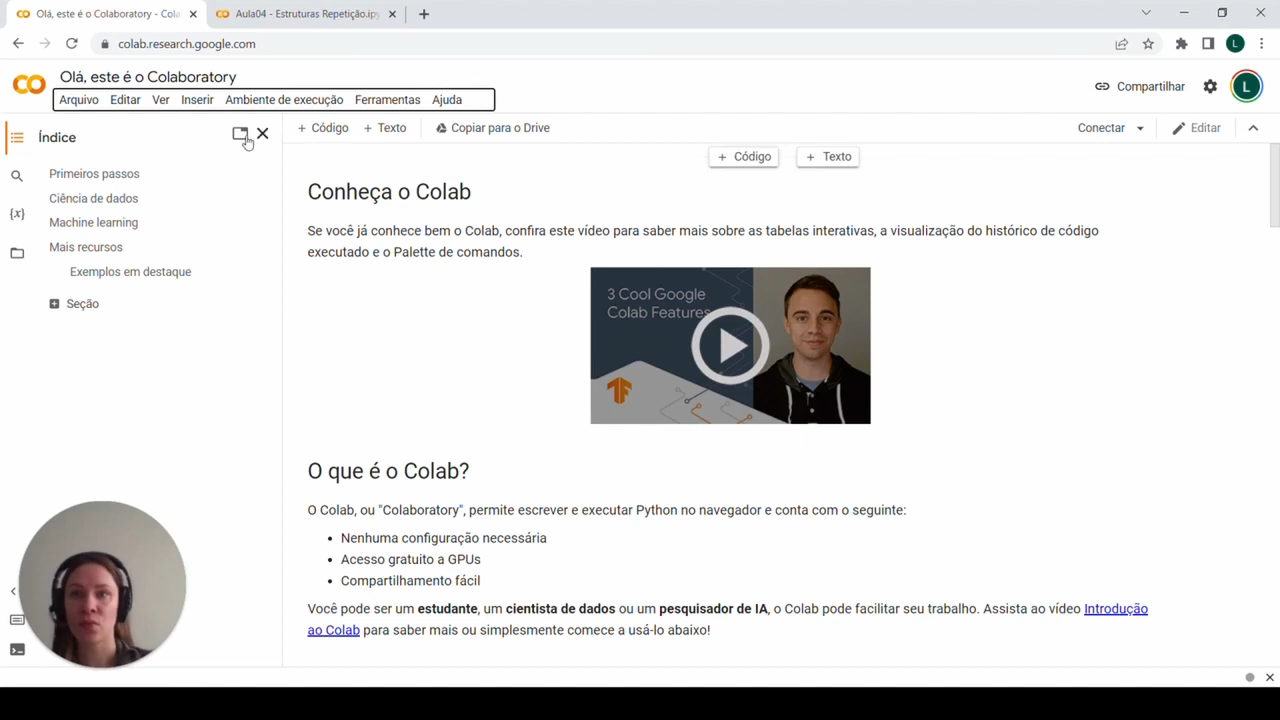 Olá, este é o Colaboratory - Cola
Aula04 - Estruturas Repetição.ipy
colab.research.google.com
L
Olá, este é o Colaboratory
Arquivo Editar Ver Inserir Ambiente de execução Ferramentas Ajuda
Compartilhar
L
Índice
+ Código + Texto Copiar para o Drive
Conectar Editar
Primeiros passos
Ciência de dados
Machine learning
Mais recursos
Exemplos em destaque
Seção
{x}
+ Código + Texto
Conheça o Colab
Se você já conhece bem o Colab, confira este vídeo para saber mais sobre as tabelas interativas, a visualização do histórico de código
executado e o Palette de comandos.
3 Cool Google
Colab Features
O que é o Colab?
O Colab, ou "Colaboratory", permite escrever e executar Python no navegador e conta com o seguinte:
• Nenhuma configuração necessária
• Acesso gratuito a GPUs
• Compartilhamento fácil
Você pode ser um estudante, um cientista de dados ou um pesquisador de IA, o Colab pode facilitar seu trabalho. Assista ao vídeo Introdução
ao Colab para saber mais ou simplesmente comece a usá-lo abaixo!